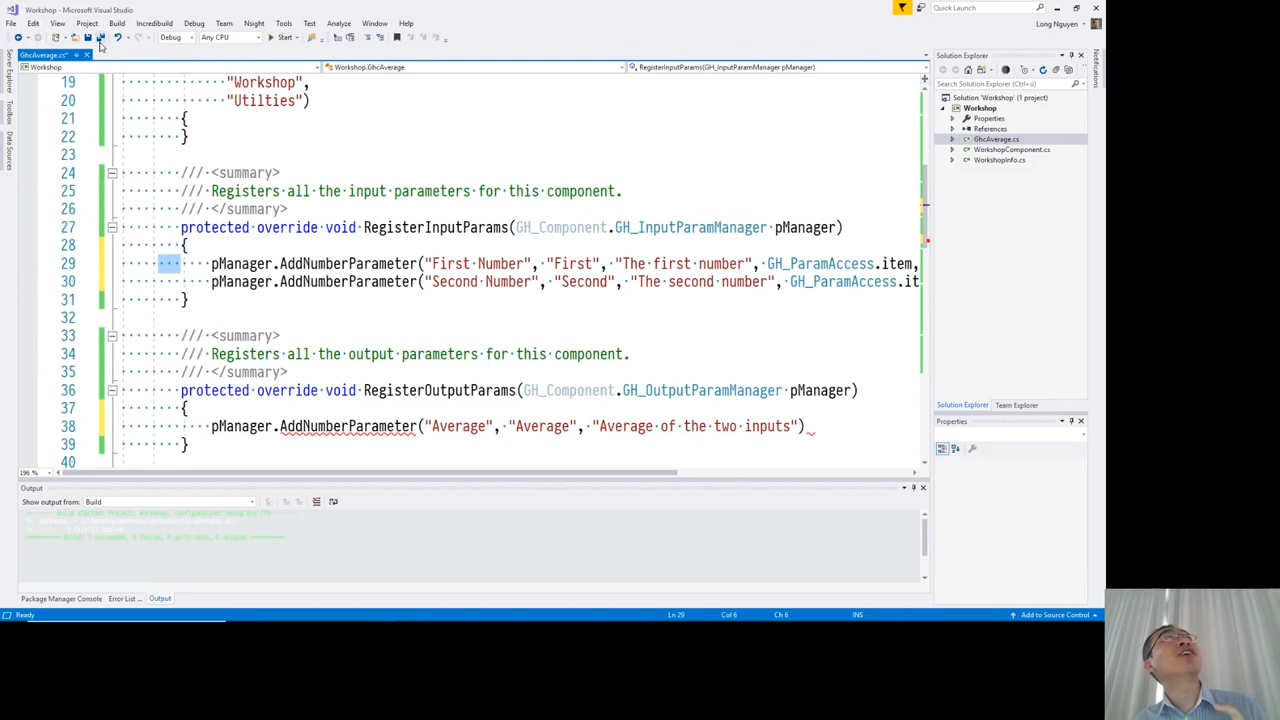 Workshop - Microsoft Visual Studio
Quick Launch
File Edit View Project Build Incredibuild Debug Team Nsight Tools Test Analyze Window Help
Long Nguyen
Debug Any CPU Start
Server Explorer
Toolbox
Data Sources
GhcAverage.cs*
Workshop Workshop.GhcAverage RegisterInputParams(GH_InputParamManager pManager)
19 "Workshop",
20 "Utilties")
21 {
22 }
23
24 /// <summary>
25 /// Registers all the input parameters for this component.
26 /// </summary>
27 protected override void RegisterInputParams(GH_Component.GH_InputParamManager pManager)
28 {
29 pManager.AddNumberParameter("First Number", "First", "The first number", GH_ParamAccess.item,
30 pManager.AddNumberParameter("Second Number", "Second", "The second number", GH_ParamAccess.it
31 }
32
33 /// <summary>
34 /// Registers all the output parameters for this component.
35 /// </summary>
36 protected override void RegisterOutputParams(GH_Component.GH_OutputParamManager pManager)
37 {
38 pManager.AddNumberParameter("Average", "Average", "Average of the two inputs")
39 }
40
196 %
Output
Show output from: Build
Package Manager Console Error List ... Output
Ready Ln 29 Col 6 Ch 6 INS Add to Source Control
Solution Explorer
Search Solution Explorer (Ctrl+ü)
Solution 'Workshop' (1 project)
Workshop
Properties
References
GhcAverage.cs
WorkshopComponent.cs
WorkshopInfo.cs
Solution Explorer Team Explorer
Properties
Notifications